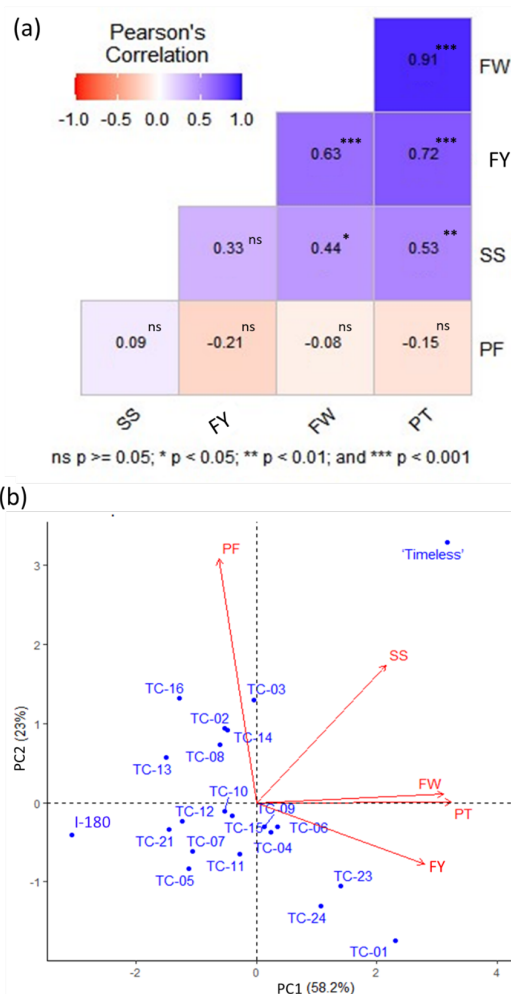 (a)
Pearson's
Correlation
-1.0 -0.5 0.0 0.5 1.0
0.91 *** FW
0.63 *** 0.72 *** FY
0.33 ns 0.44 * 0.53 ** SS
0.09 ns -0.21 ns -0.08 ns -0.15 ns PF
SS FY FW PT
ns p >= 0.05; * p < 0.05; ** p < 0.01; and *** p < 0.001
(b)
PF
'Timeless'
3
SS
2
TC-16 TC-03
TC-02
1
TC-14
TC-08
TC-13
PC2 (23%)
TC-10
FW
0
TC-12 TC-09
PT
I-180
TC-21 TC-07 TC-15 TC-06
TC-04
TC-11
TC-05
FY
TC-23
-1
TC-24
TC-01
-2 0 2 4
PC1 (58.2%)